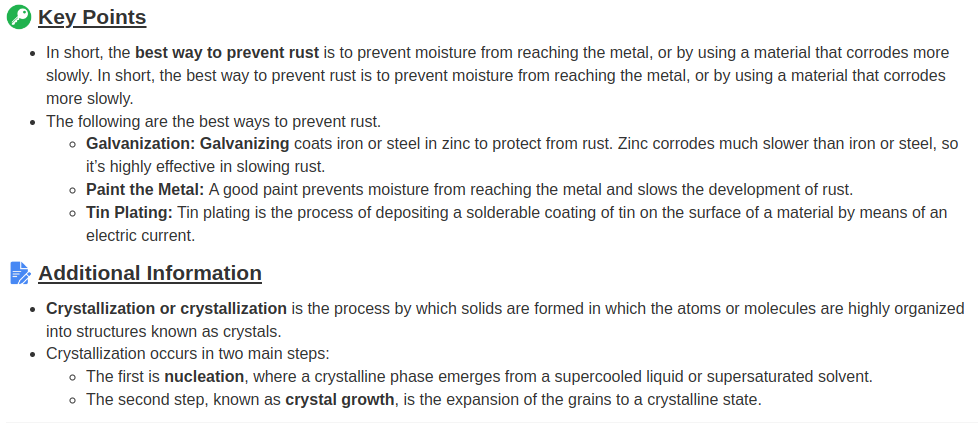 Key Points
In short, the best way to prevent rust is to prevent moisture from reaching the metal, or by using a material that corrodes more
slowly. In short, the best way to prevent rust is to prevent moisture from reaching the metal, or by using a material that corrodes
more slowly.
The following are the best ways to prevent rust.
Galvanization: Galvanizing coats iron or steel in zinc to protect from rust. Zinc corrodes much slower than iron or steel, so
it’s highly effective in slowing rust.
Paint the Metal: A good paint prevents moisture from reaching the metal and slows the development of rust.
Tin Plating: Tin plating is the process of depositing a solderable coating of tin on the surface of a material by means of an
electric current.
Additional Information
Crystallization or crystallization is the process by which solids are formed in which the atoms or molecules are highly organized
into structures known as crystals.
Crystallization occurs in two main steps:
The first is nucleation, where a crystalline phase emerges from a supercooled liquid or supersaturated solvent.
The second step, known as crystal growth, is the expansion of the grains to a crystalline state.